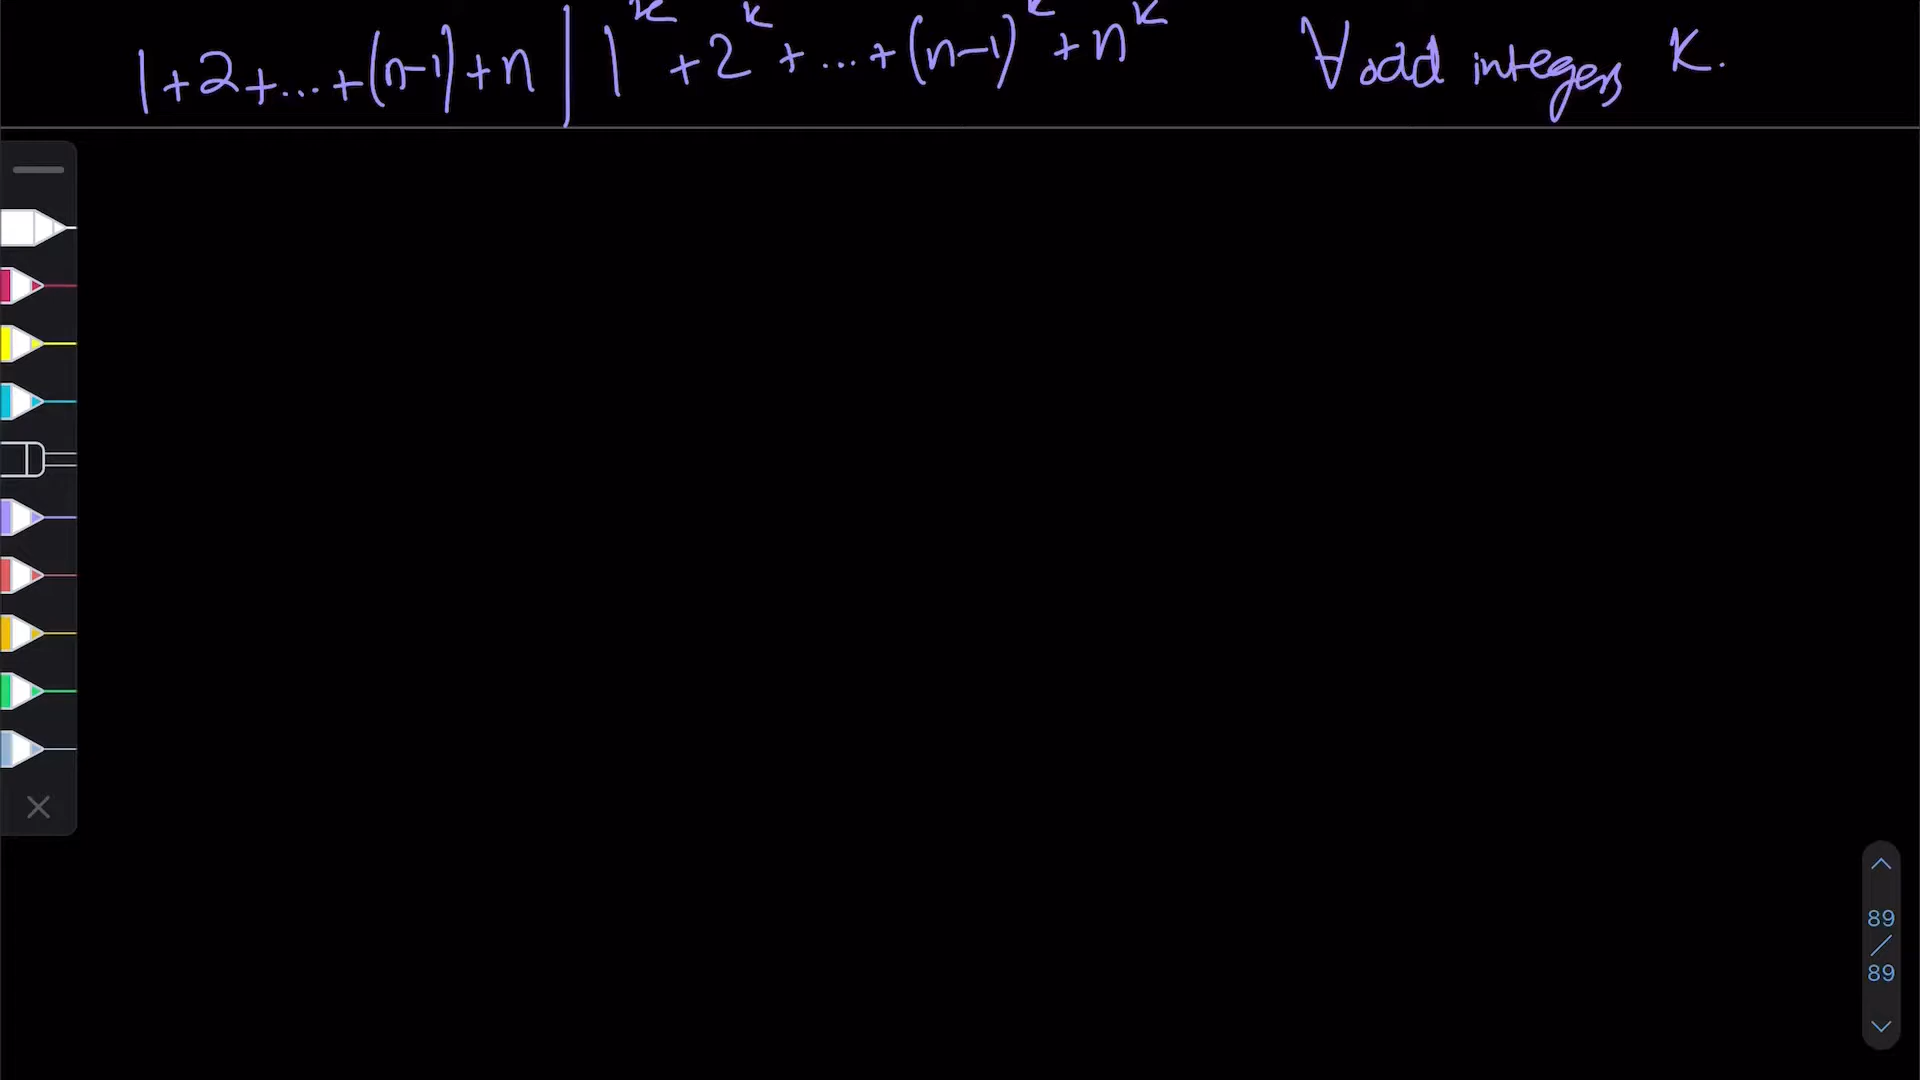 1+2+...+(n-1)+n | 1^k+2^k+...+(n-1)^k+n^k ∀ odd integers k.
89
/
89